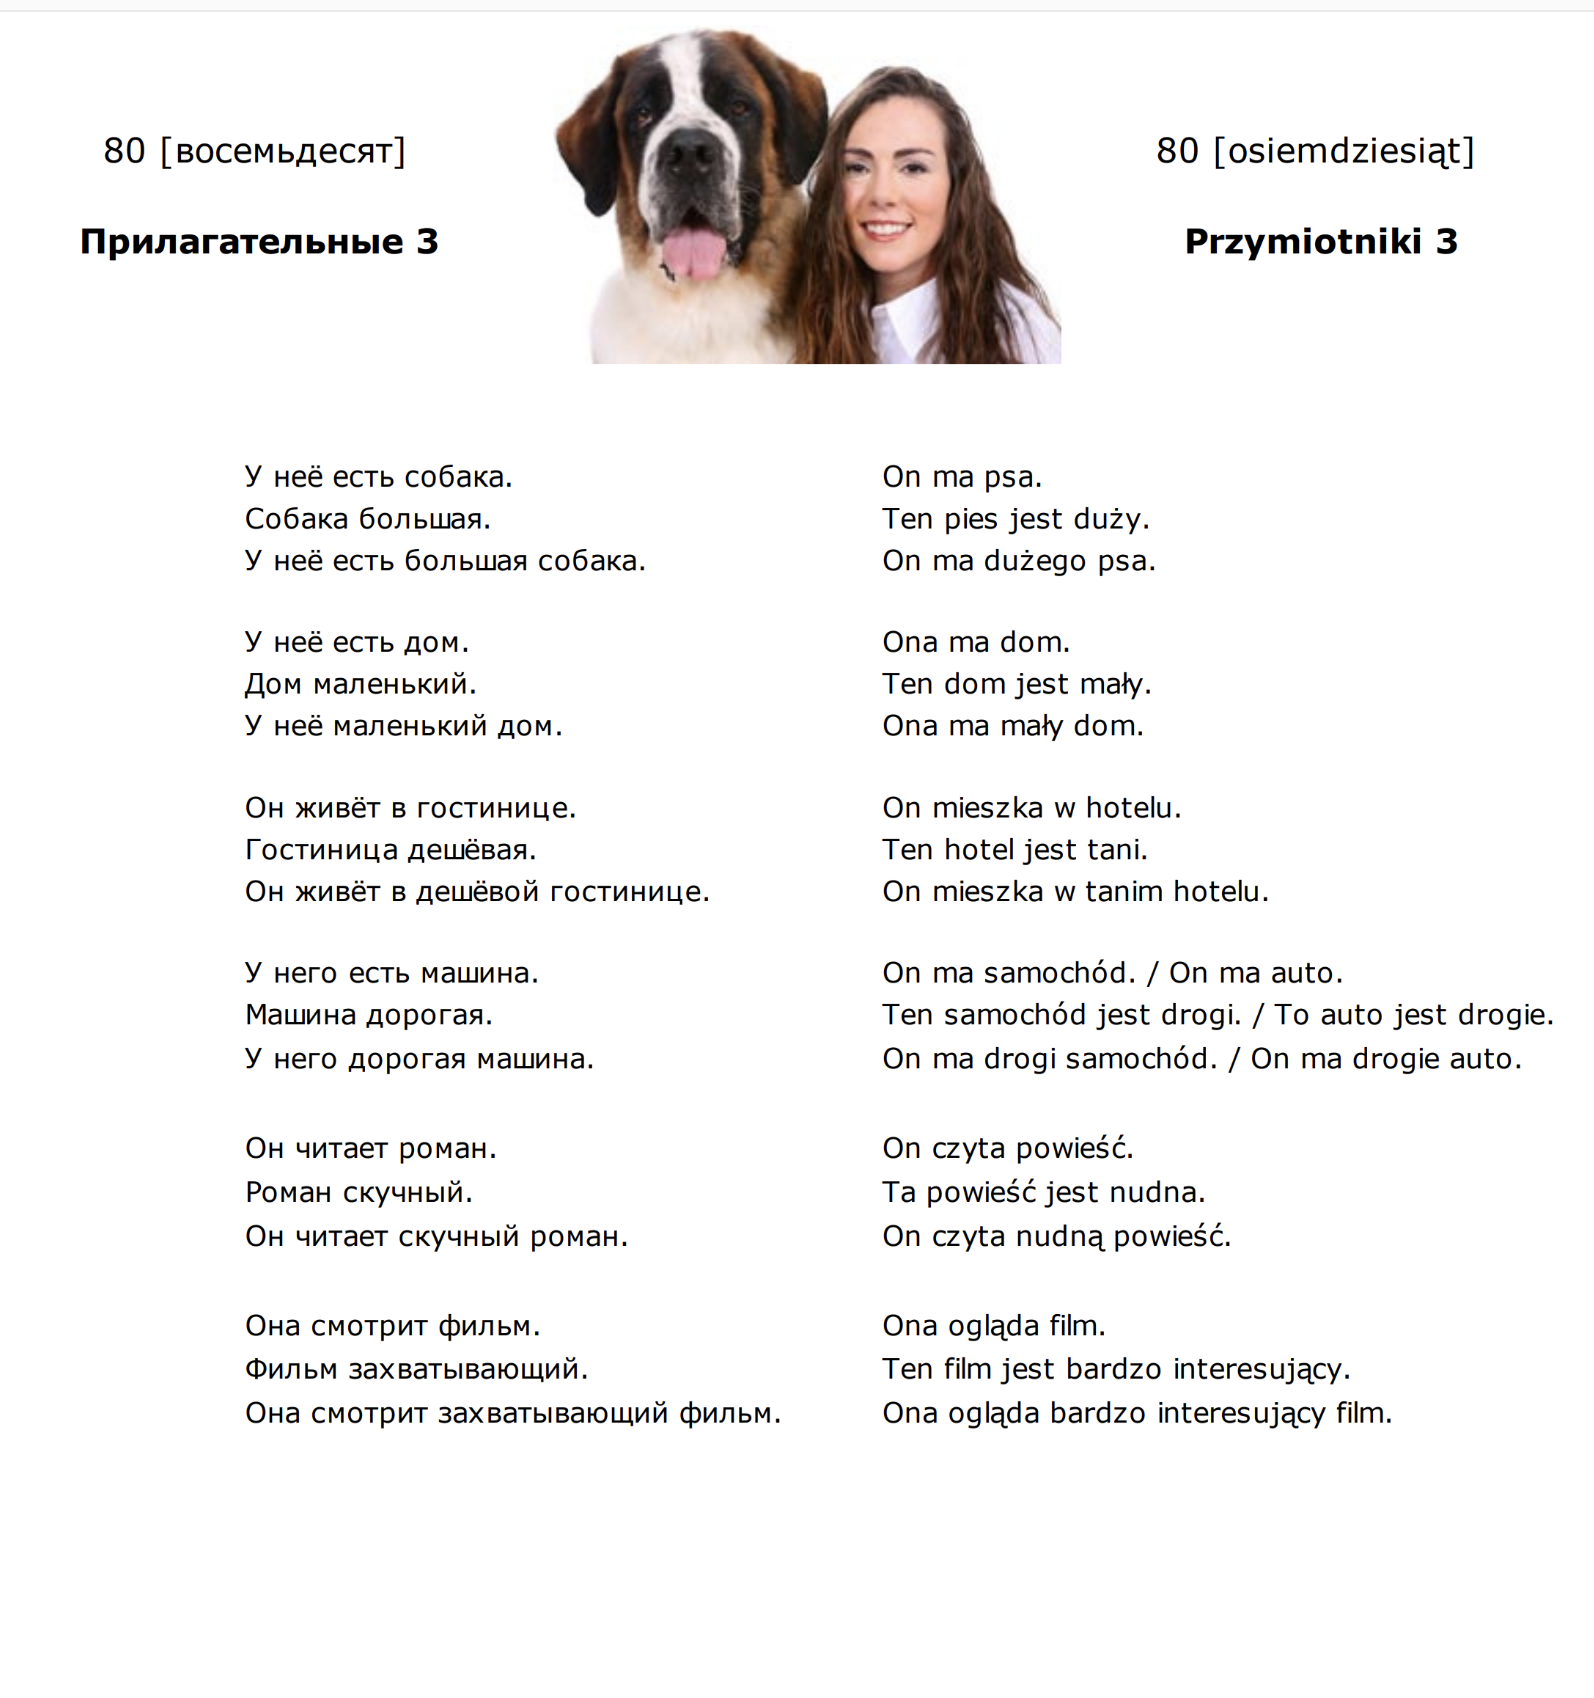 80 [восемьдесят]
Прилагательные 3
80 [osiemdziesiąt]
Przymiotniki 3
У неё есть собака.
On ma psa.
Собака большая.
Ten pies jest duży.
У неё есть большая собака.
On ma dużego psa.
У неё есть дом.
Ona ma dom.
Дом маленький.
Ten dom jest mały.
У неё маленький дом.
Ona ma mały dom.
Он живёт в гостинице.
On mieszka w hotelu.
Гостиница дешёвая.
Ten hotel jest tani.
Он живёт в дешёвой гостинице.
On mieszka w tanim hotelu.
У него есть машина.
On ma samochód. / On ma auto.
Машина дорогая.
Ten samochód jest drogi. / To auto jest drogie.
У него дорогая машина.
On ma drogi samochód. / On ma drogie auto.
Он читает роман.
On czyta powieść.
Роман скучный.
Ta powieść jest nudna.
Он читает скучный роман.
On czyta nudną powieść.
Она смотрит фильм.
Ona ogląda film.
Фильм захватывающий.
Ten film jest bardzo interesujący.
Она смотрит захватывающий фильм.
Ona ogląda bardzo interesujący film.